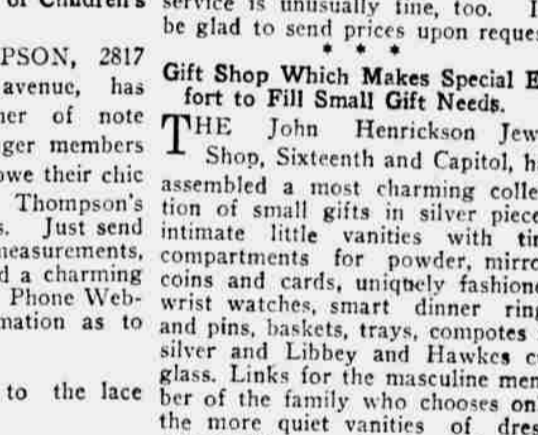 of Children's
PSON, 2817
avenue, has
ner of note
ger members
owe their chic
Thompson's
s. Just send
measurements,
d a charming
Phone Web-
mation as to
to the lace
service is unusually fine, too. I
be glad to send prices upon reques
* * *
Gift Shop Which Makes Special E
fort to Fill Small Gift Needs.
THE John Henrickson Jew
Shop, Sixteenth and Capitol, h
assembled a most charming colle
tion of small gifts in silver piece
intimate little vanities with tin
compartments for powder, mirro
coins and cards, uniquely fashione
wrist watches, smart dinner ring
and pins, baskets, trays, compotes
silver and Libbey and Hawkes c
glass. Links for the masculine mem
ber of the family who chooses on
the more quiet vanities of dres